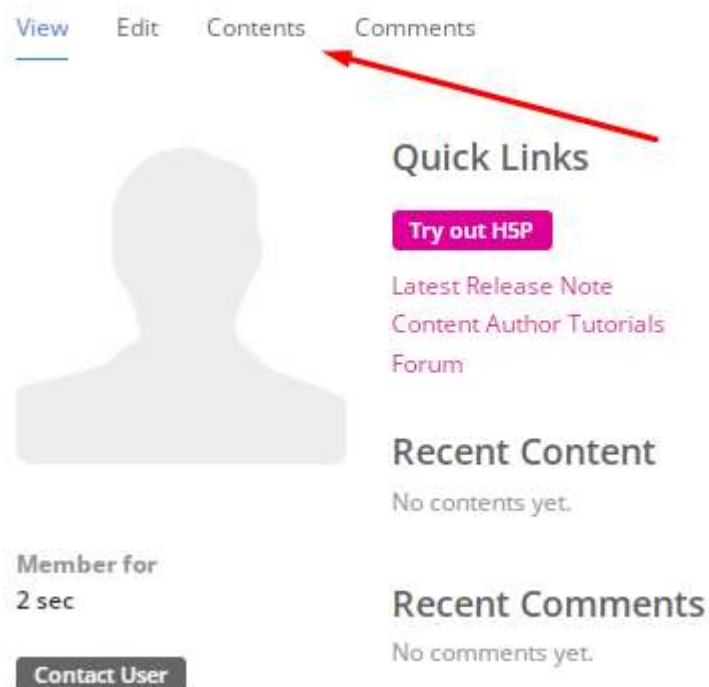 View Edit Contents Comments
Quick Links
Try out H5P
Latest Release Note
Content Author Tutorials
Forum
Recent Content
No contents yet.
Member for
2 sec
Contact User
Recent Comments
No comments yet.